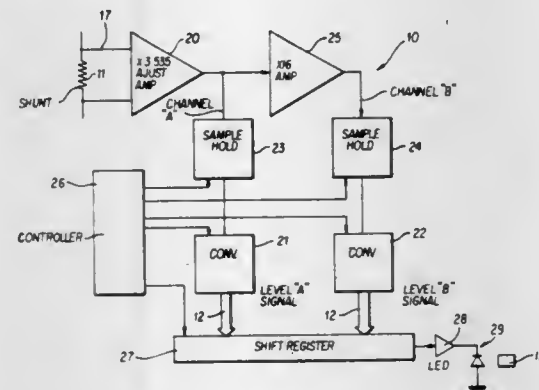 17
20
25
10
X 3.535
ADJUST
AMP
X16
AMP
11
SHUNT
CHANNEL
"A"
CHANNEL "B"
SAMPLE
HOLD
23
SAMPLE
HOLD
24
26
CONTROLLER
CONV.
21
CONV
22
LEVEL "A"
SIGNAL
LEVEL "B"
SIGNAL
12
12
SHIFT REGISTER
27
28
29
LED
1